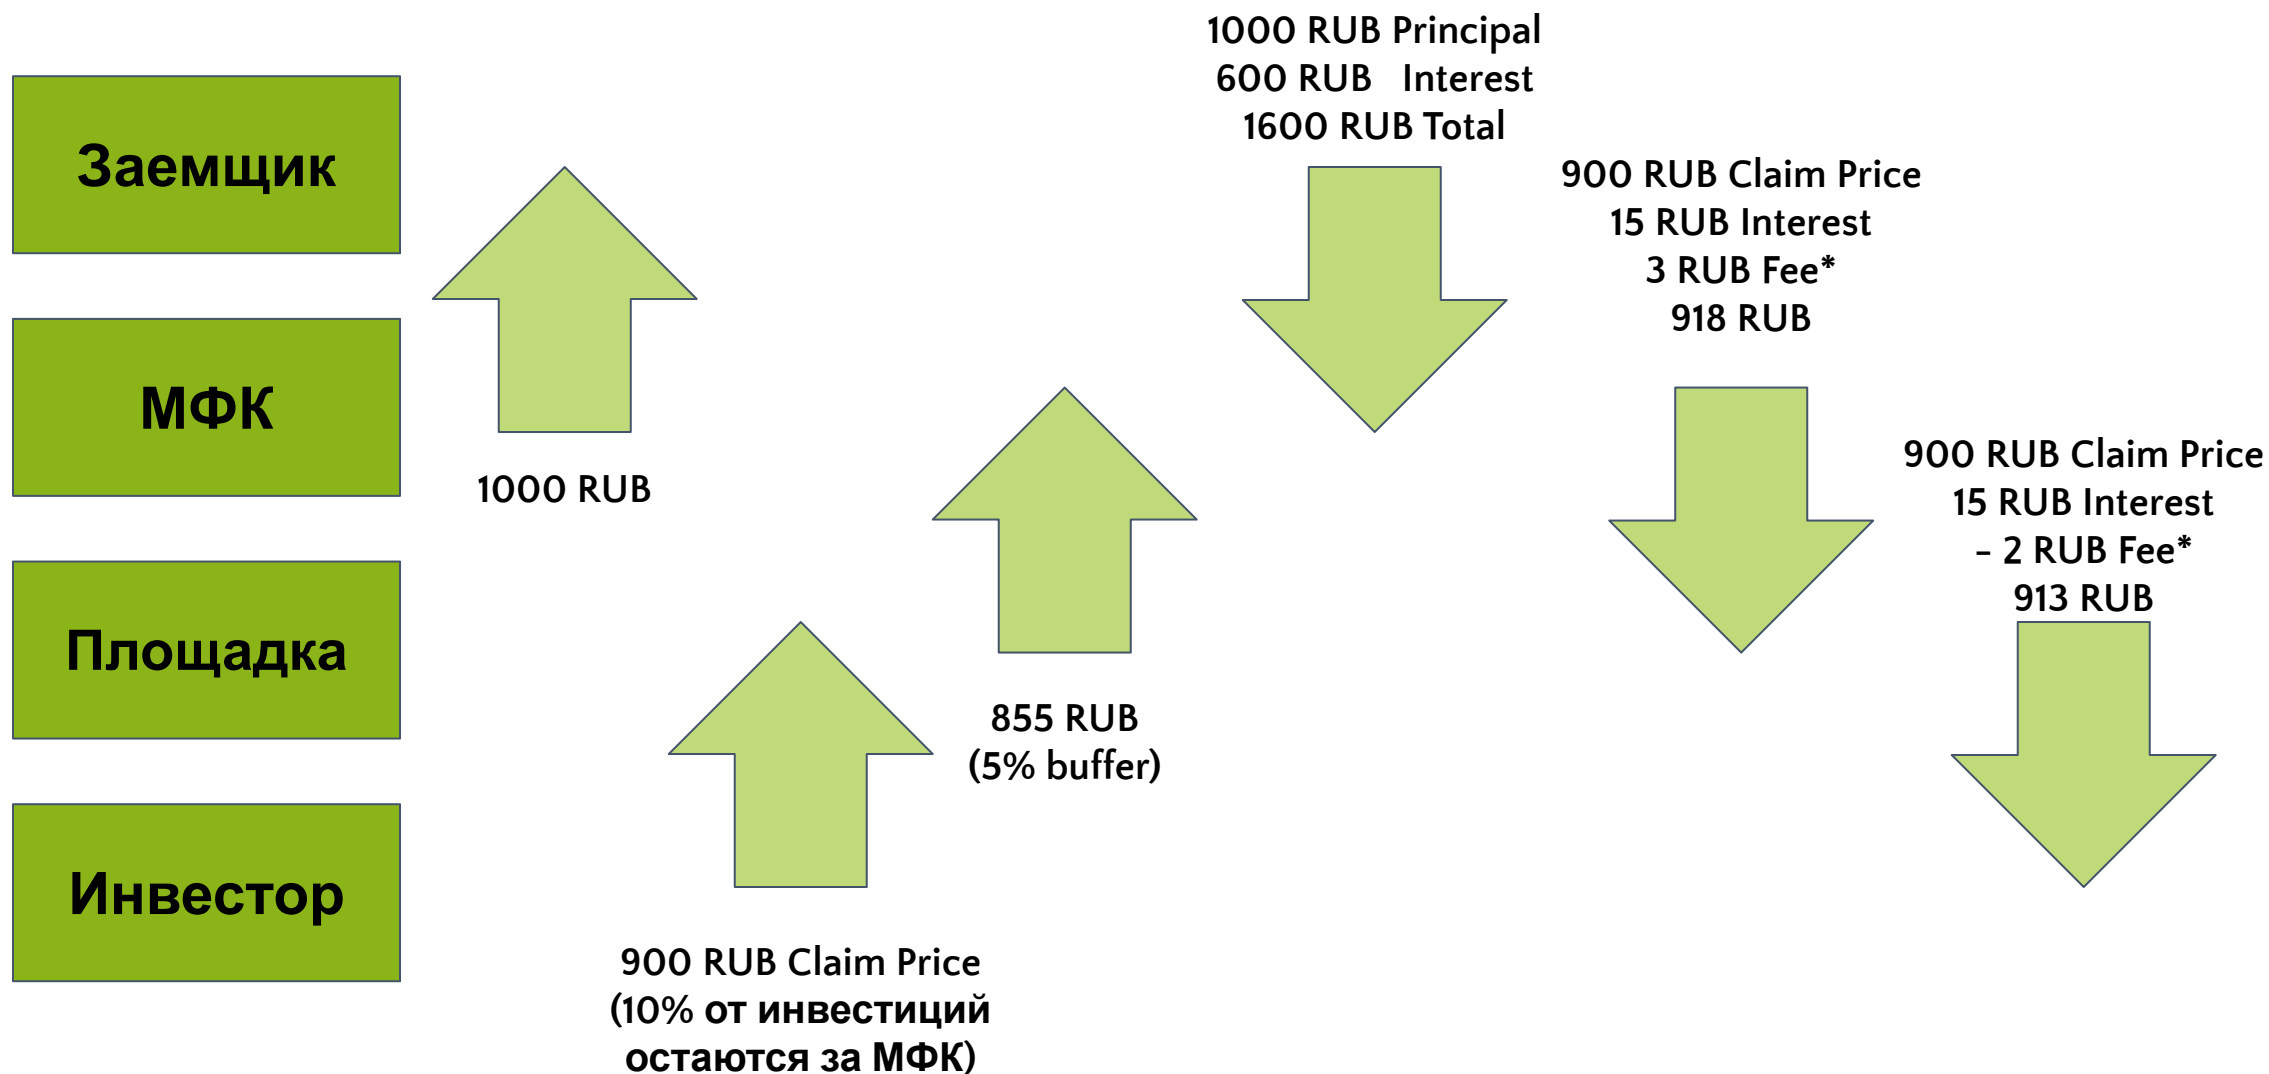 Заемщик
МФК
Площадка
Инвестор
1000 RUB
900 RUB Claim Price
(10% от инвестиций
остаются за МФК)
855 RUB
(5% buffer)
1000 RUB Principal
600 RUB Interest
1600 RUB Total
900 RUB Claim Price
15 RUB Interest
3 RUB Fee*
918 RUB
900 RUB Claim Price
15 RUB Interest
- 2 RUB Fee*
913 RUB